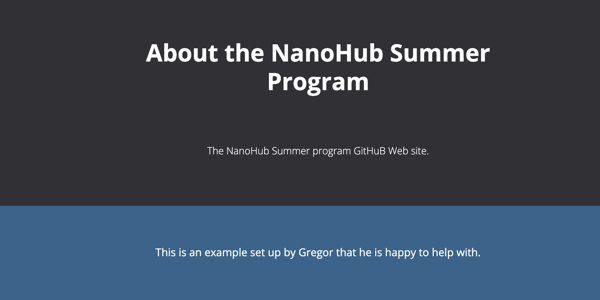 About the NanoHub Summer
Program
The NanoHub Summer program GitHuB Web site.
This is an example set up by Gregor that he is happy to help with.